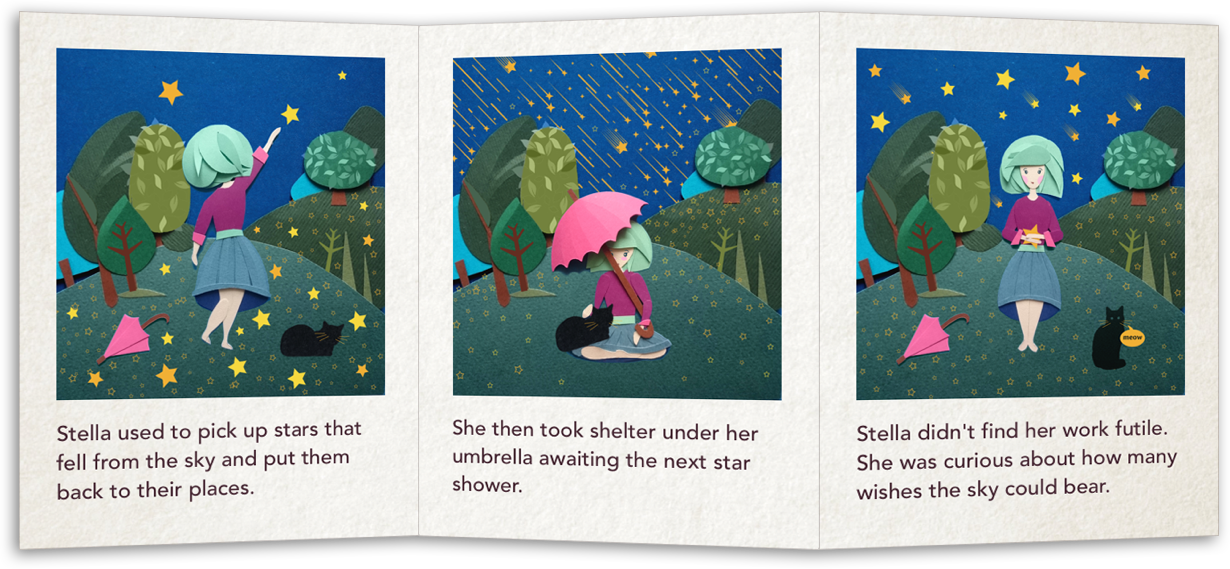 Stella used to pick up stars that
fell from the sky and put them
back to their places.
She then took shelter under her
umbrella awaiting the next star
shower.
meow
Stella didn't find her work futile.
She was curious about how many
wishes the sky could bear.